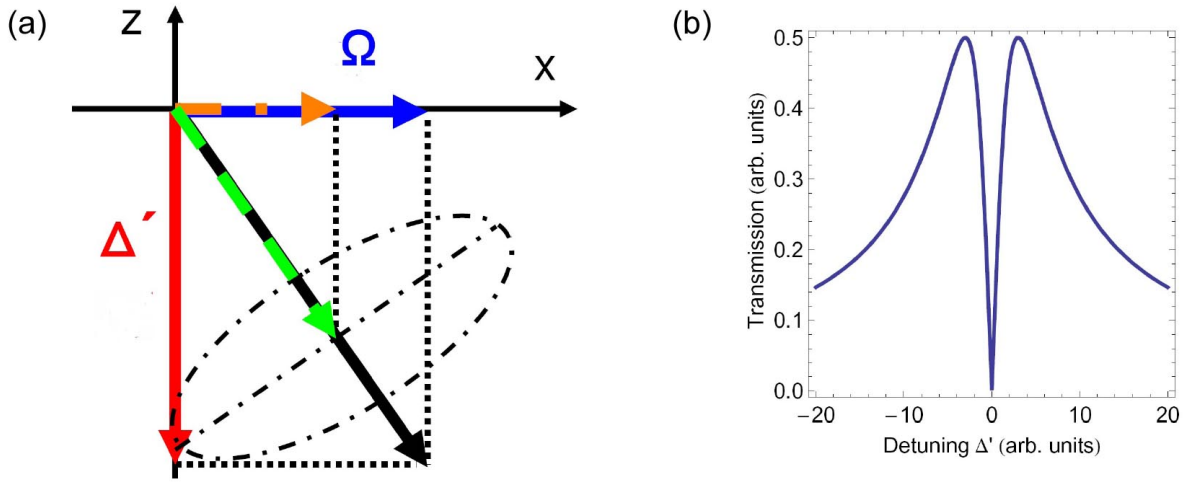 (a)
Z
Ω
X
Δ´
(b)
Transmission (arb. units)
0.5
0.4
0.3
0.2
0.1
0.0
−20
−10
0
10
20
Detuning Δ' (arb. units)